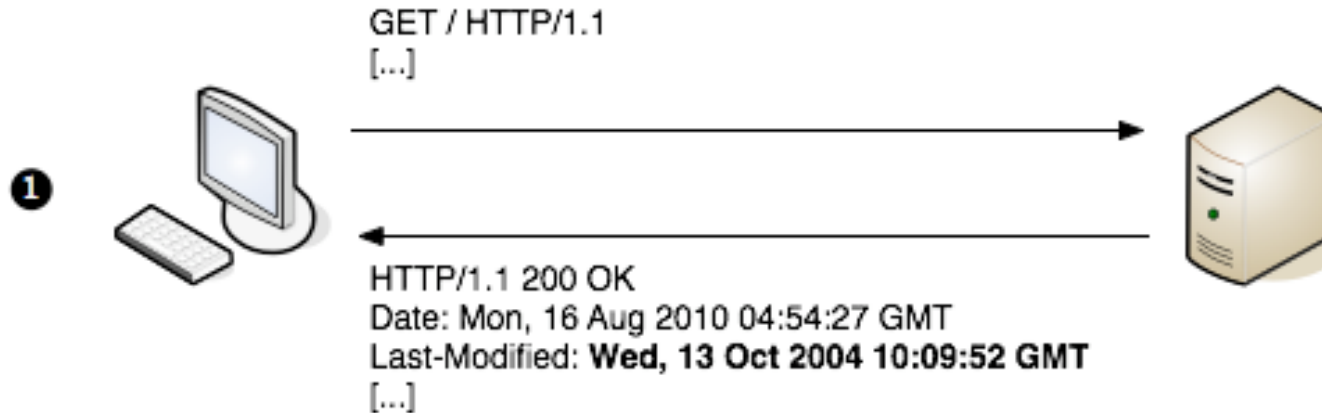 GET / HTTP/1.1
[...]
1
HTTP/1.1 200 OK
Date: Mon, 16 Aug 2010 04:54:27 GMT
Last-Modified: Wed, 13 Oct 2004 10:09:52 GMT
[...]